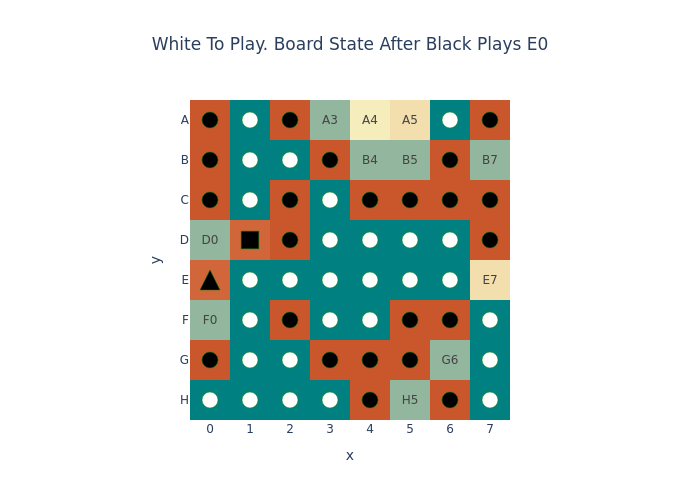 White To Play. Board State After Black Plays E0
A A3 A4 A5
B B4 B5 B7
C
D D0
E E7
F F0
G G6
H H5
0 1 2 3 4 5 6 7
x
y